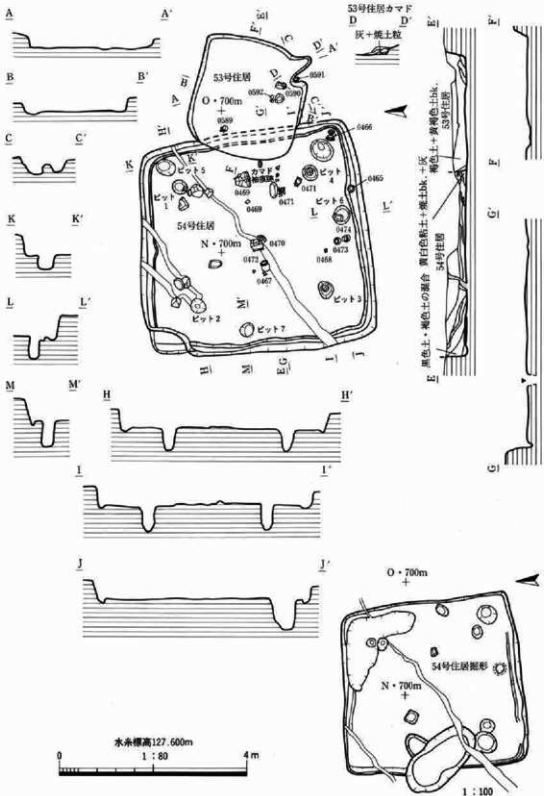 A A'
B B'
C C'
K K'
L L'
M M'
H H'
I I'
J J'
53号住居カマド
D D'
灰+焼土粒
E' F'
53号住居
O・700m
0591
0592 0590
0589
ピット5
カマド
0466
ピット4
0465
ピット1
0469
0471
0471
0469
ピット6
54号住居
N・700m
0470
0474
0473
0468
0472
0467
ピット2
ピット3
ピット7
H M E G I J
褐色土+黄褐色土bk.
53号住居
黄白色粘土+焼土bk.+灰
54号住居
黒色土・褐色土の混合
E
F
G'
G
O・700m
54号住居掘形
N・700m
1:100
水糸標高127.600m
1:80
0 4m